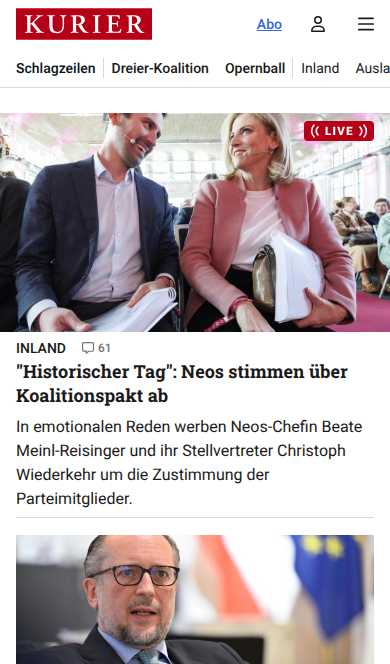 KURIER
Abo
Schlagzeilen Dreier-Koalition Opernball Inland Ausla
LIVE
INLAND 61
"Historischer Tag": Neos stimmen über
Koalitionspakt ab
In emotionalen Reden werben Neos-Chefin Beate
Meinl-Reisinger und ihr Stellvertreter Christoph
Wiederkehr um die Zustimmung der
Parteimitglieder.